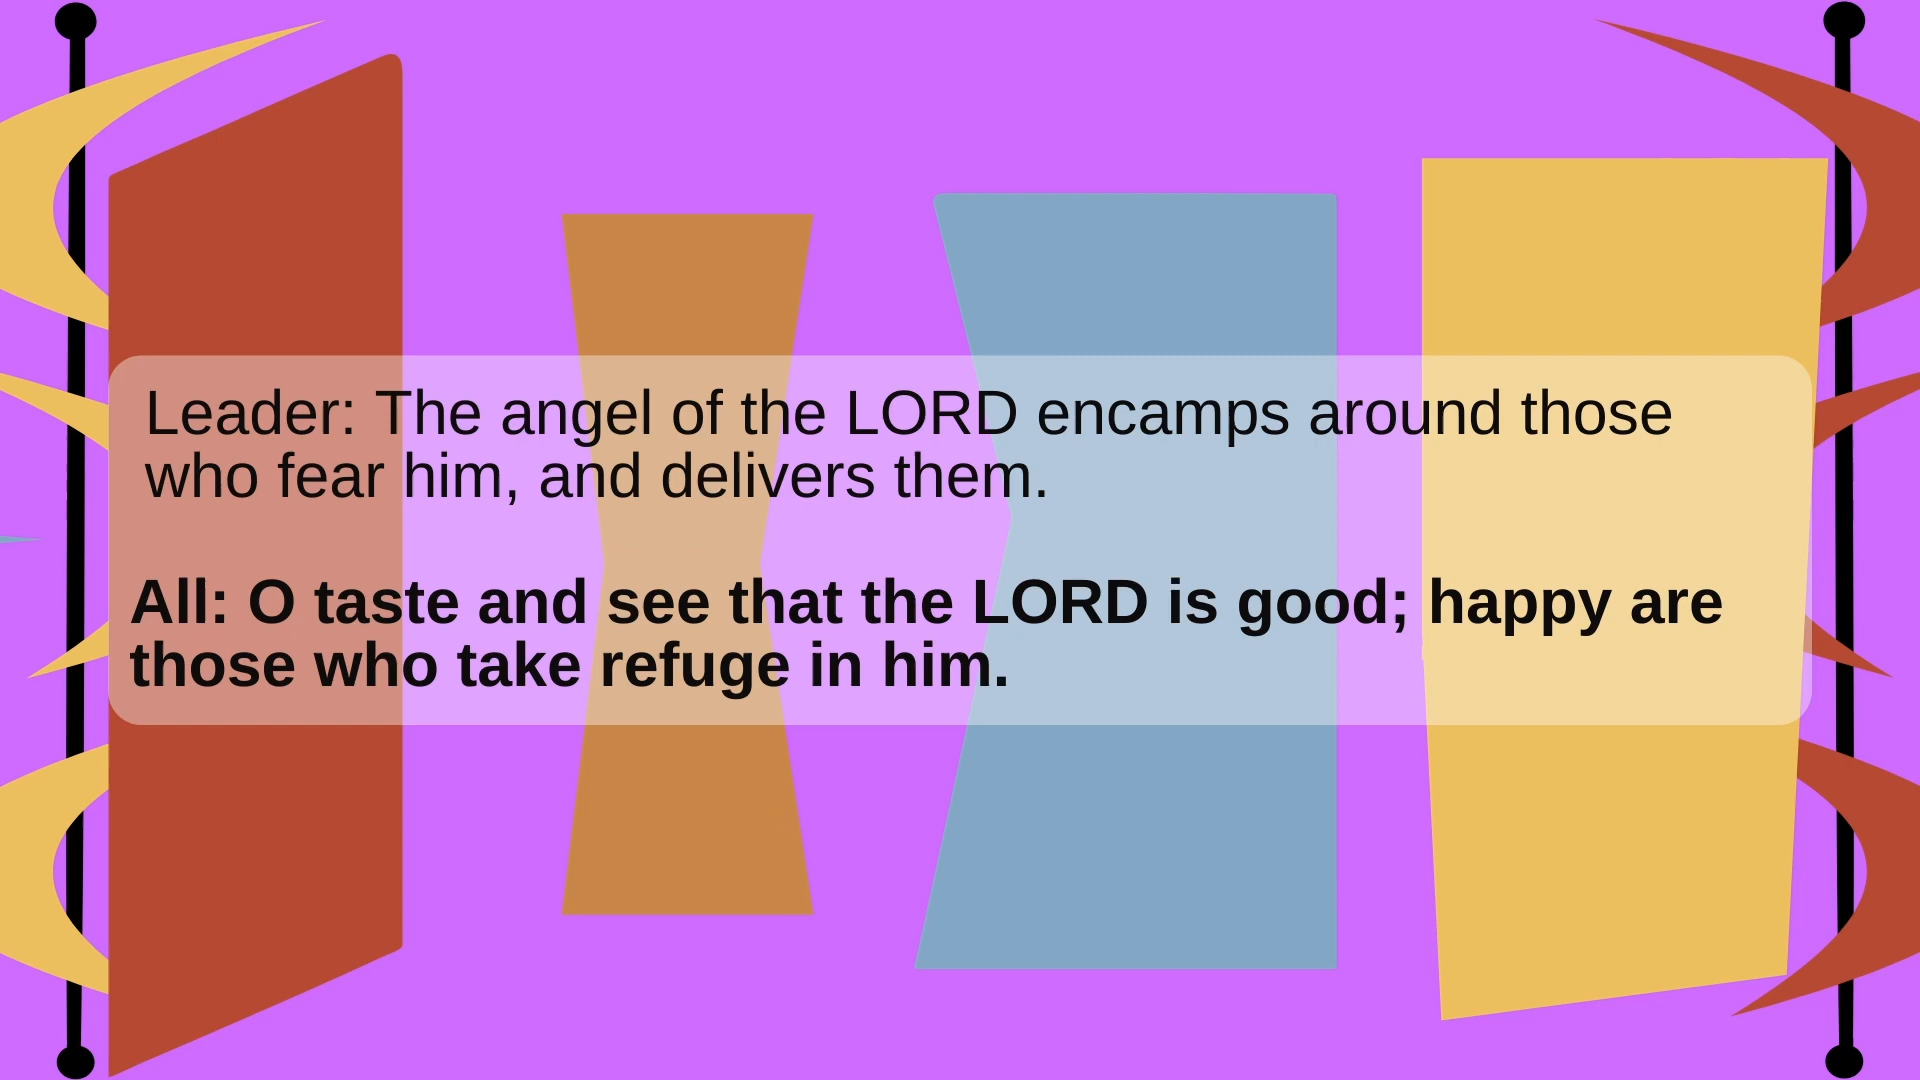 Leader: The angel of the LORD encamps around those
who fear him, and delivers them.
All: O taste and see that the LORD is good; happy are
those who take refuge in him.